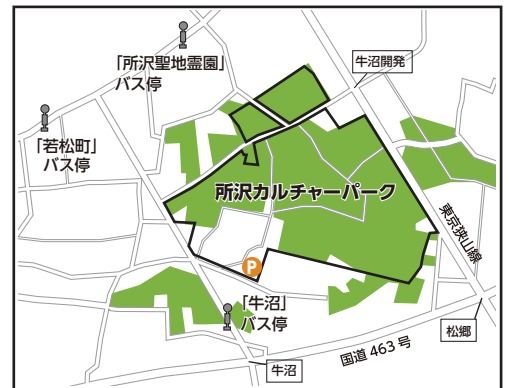 「所沢聖地霊園」
バス停
牛沼開発
「若松町」
バス停
所沢カルチャーパーク
東京狭山線
P
「牛沼」
バス停
松郷
国道 463 号
牛沼